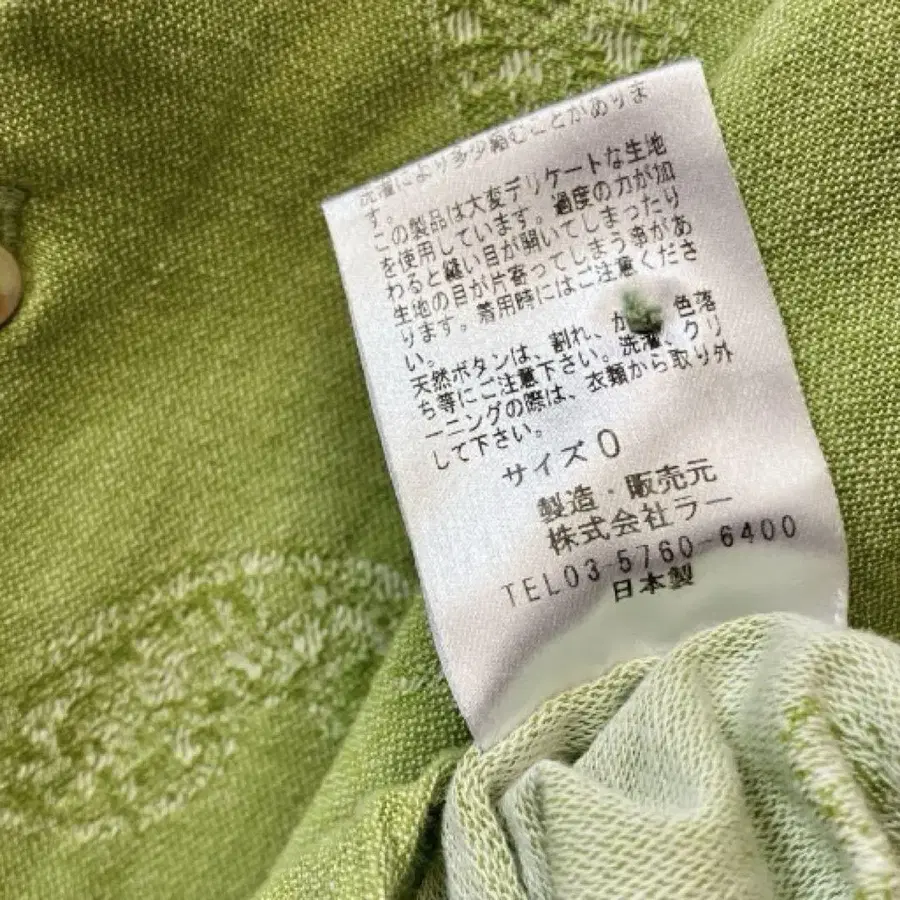 洗濯により多少縮むことがありま
す。
この製品は大変デリケートな生地
を使用しています。過度の力が加
わると縫い目が開いてしまったり
生地の目が片寄ってしまう事があ
ります。着用時にはご注意くださ
い。
天然ボタンは、割れ、か 色落
ち等にご注意下さい。洗濯、クリ
ーニングの際は、衣類から取り外
して下さい。
サイズ0
製造・販売元
株式会社ラー
TEL03-5760-6400
日本製